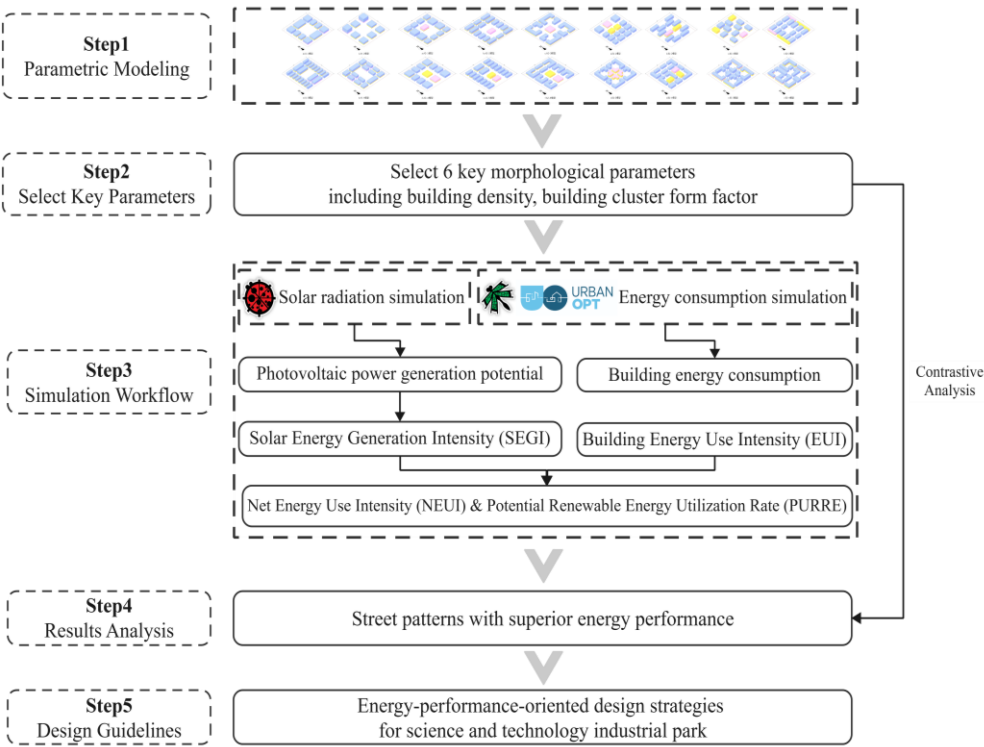 Step1
Parametric Modeling
Step2
Select Key Parameters
Select 6 key morphological parameters
including building density, building cluster form factor
Step3
Simulation Workflow
Solar radiation simulation
URBAN
OPT
Energy consumption simulation
Photovoltaic power generation potential
Building energy consumption
Solar Energy Generation Intensity (SEGI)
Building Energy Use Intensity (EUI)
Net Energy Use Intensity (NEUI) & Potential Renewable Energy Utilization Rate (PURRE)
Contrastive
Analysis
Step4
Results Analysis
Street patterns with superior energy performance
Step5
Design Guidelines
Energy-performance-oriented design strategies
for science and technology industrial park